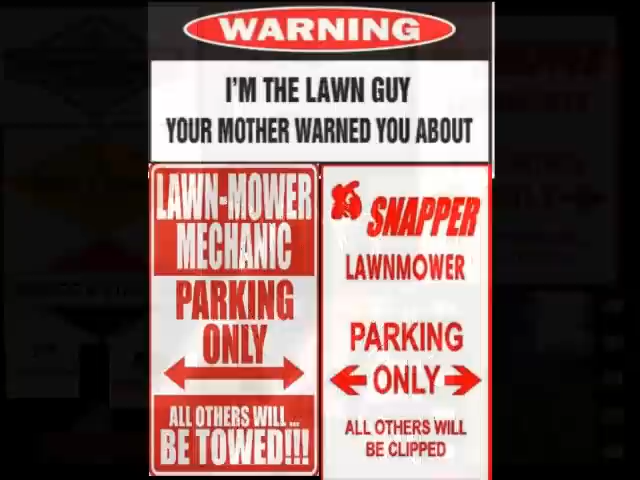 WARNING
I'M THE LAWN GUY
YOUR MOTHER WARNED YOU ABOUT
LAWN-MOWER
MECHANIC
PARKING
ONLY
ALL OTHERS WILL...
BE TOWED!!!
SNAPPER
LAWNMOWER
PARKING
ONLY
ALL OTHERS WILL
BE CLIPPED